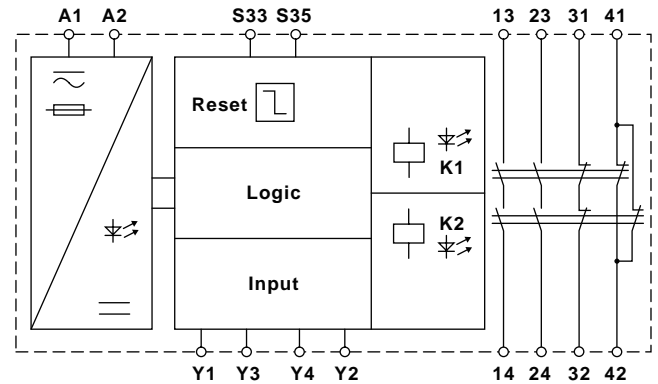 A1 A2 S33 S35 13 23 31 41
Reset
K1
Logic
K2
Input
Y1 Y3 Y4 Y2 14 24 32 42